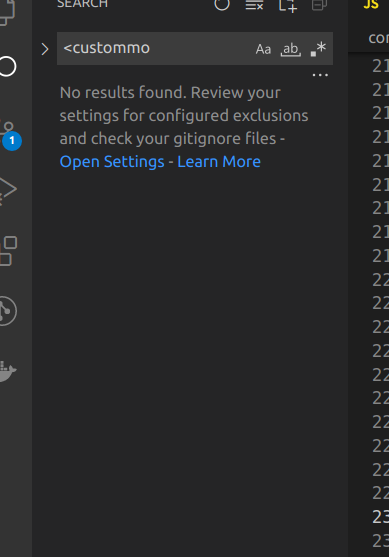 SEARCH
JS
<custommo
Aa
ab
.*
con
...
No results found. Review your
settings for configured exclusions
and check your gitignore files -
Open Settings - Learn More
1
21
21
21
21
21
21
21
21
21
22
22
22
22
22
22
22
22
22
22
23
23